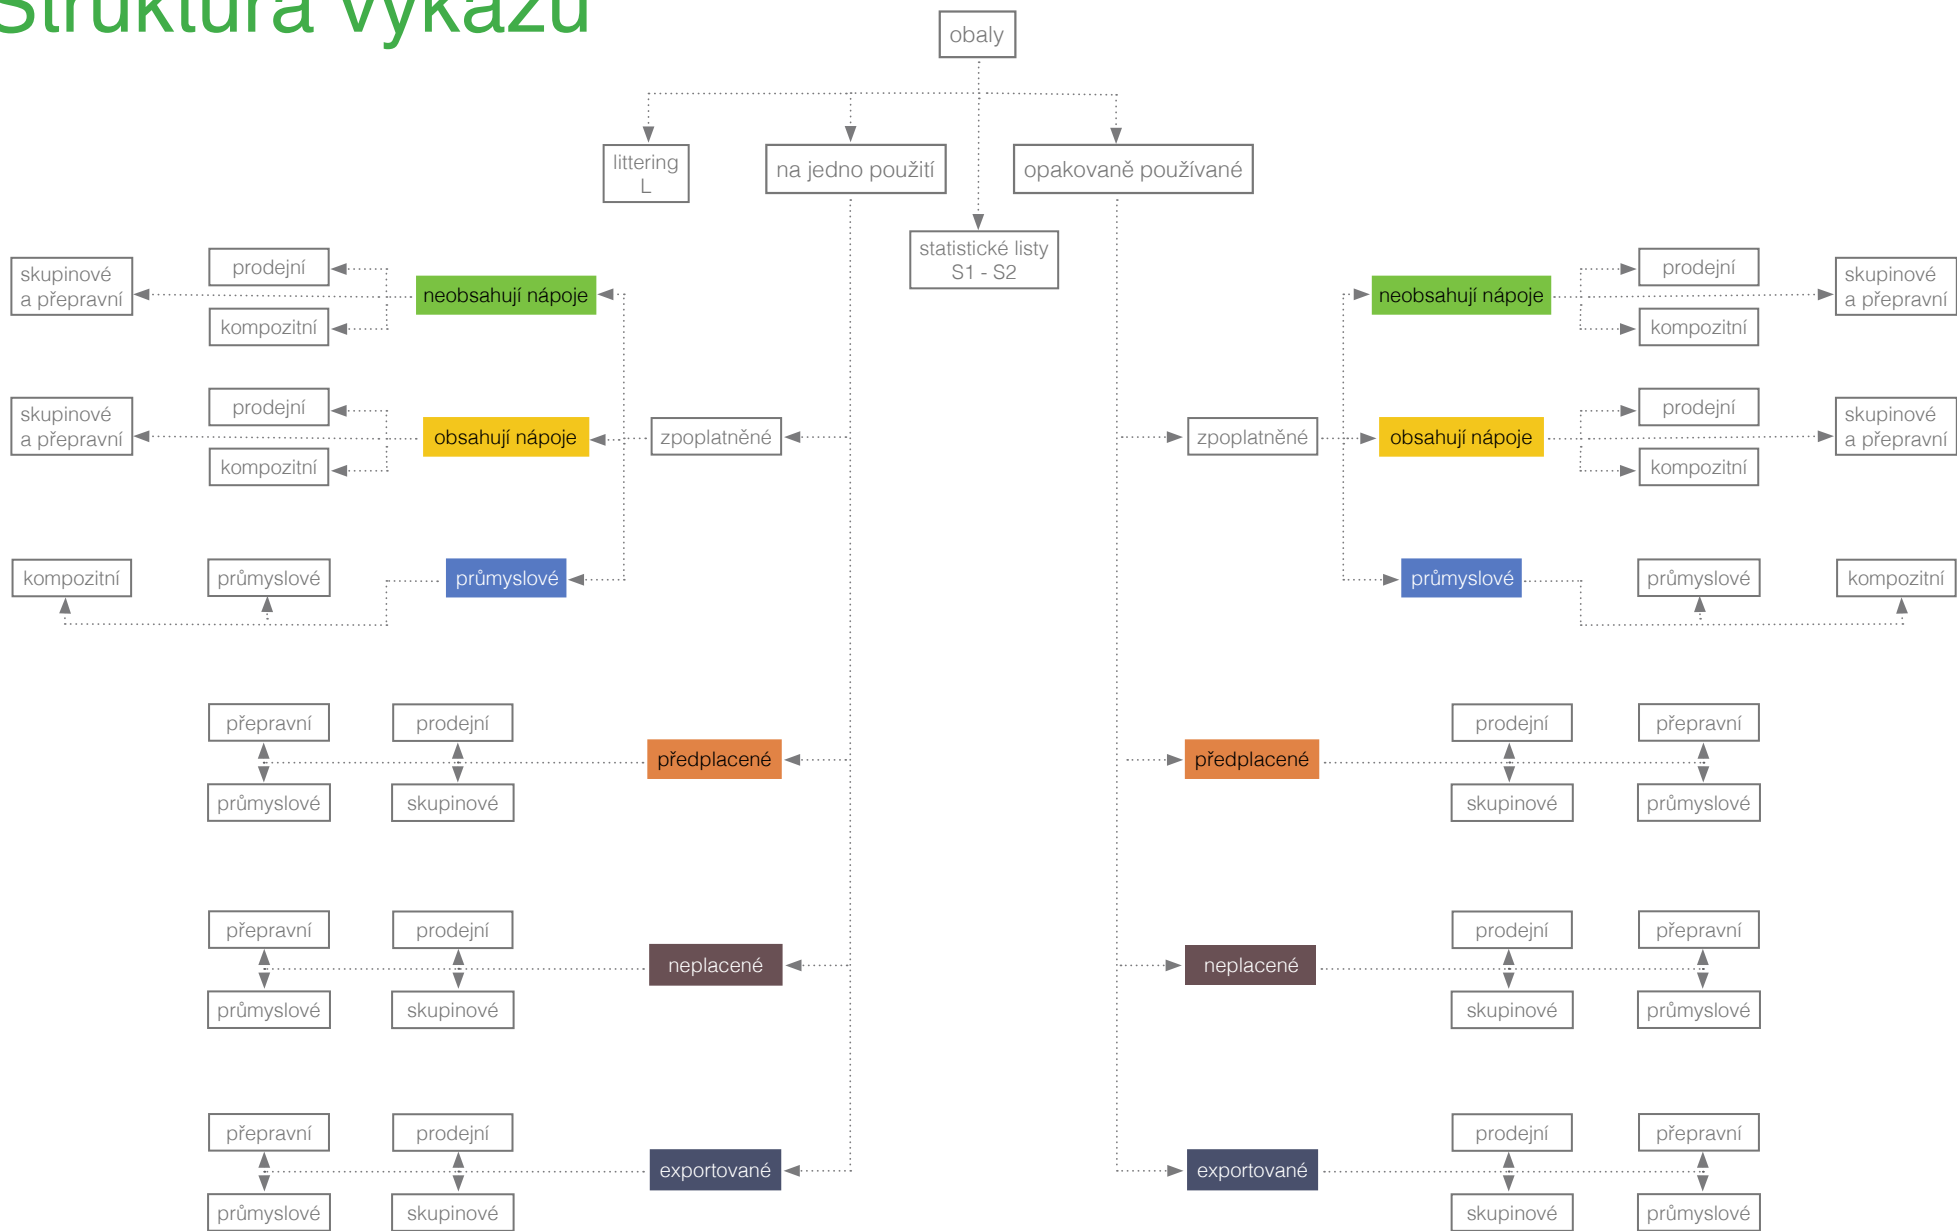 Struktura výkazu
obaly
littering
L
na jedno použití
opakovaně používané
statistické listy
S1 - S2
skupinové
a přepravní
prodejní
kompozitní
neobsahují nápoje
neobsahují nápoje
prodejní
kompozitní
skupinové
a přepravní
skupinové
a přepravní
prodejní
kompozitní
obsahují nápoje
zpoplatněné
zpoplatněné
obsahují nápoje
prodejní
kompozitní
skupinové
a přepravní
kompozitní
průmyslové
průmyslové
průmyslové
průmyslové
kompozitní
přepravní
prodejní
předplacené
průmyslové
skupinové
předplacené
prodejní
přepravní
skupinové
průmyslové
přepravní
prodejní
neplacené
průmyslové
skupinové
neplacené
prodejní
přepravní
skupinové
průmyslové
přepravní
prodejní
exportované
průmyslové
skupinové
exportované
prodejní
přepravní
skupinové
průmyslové